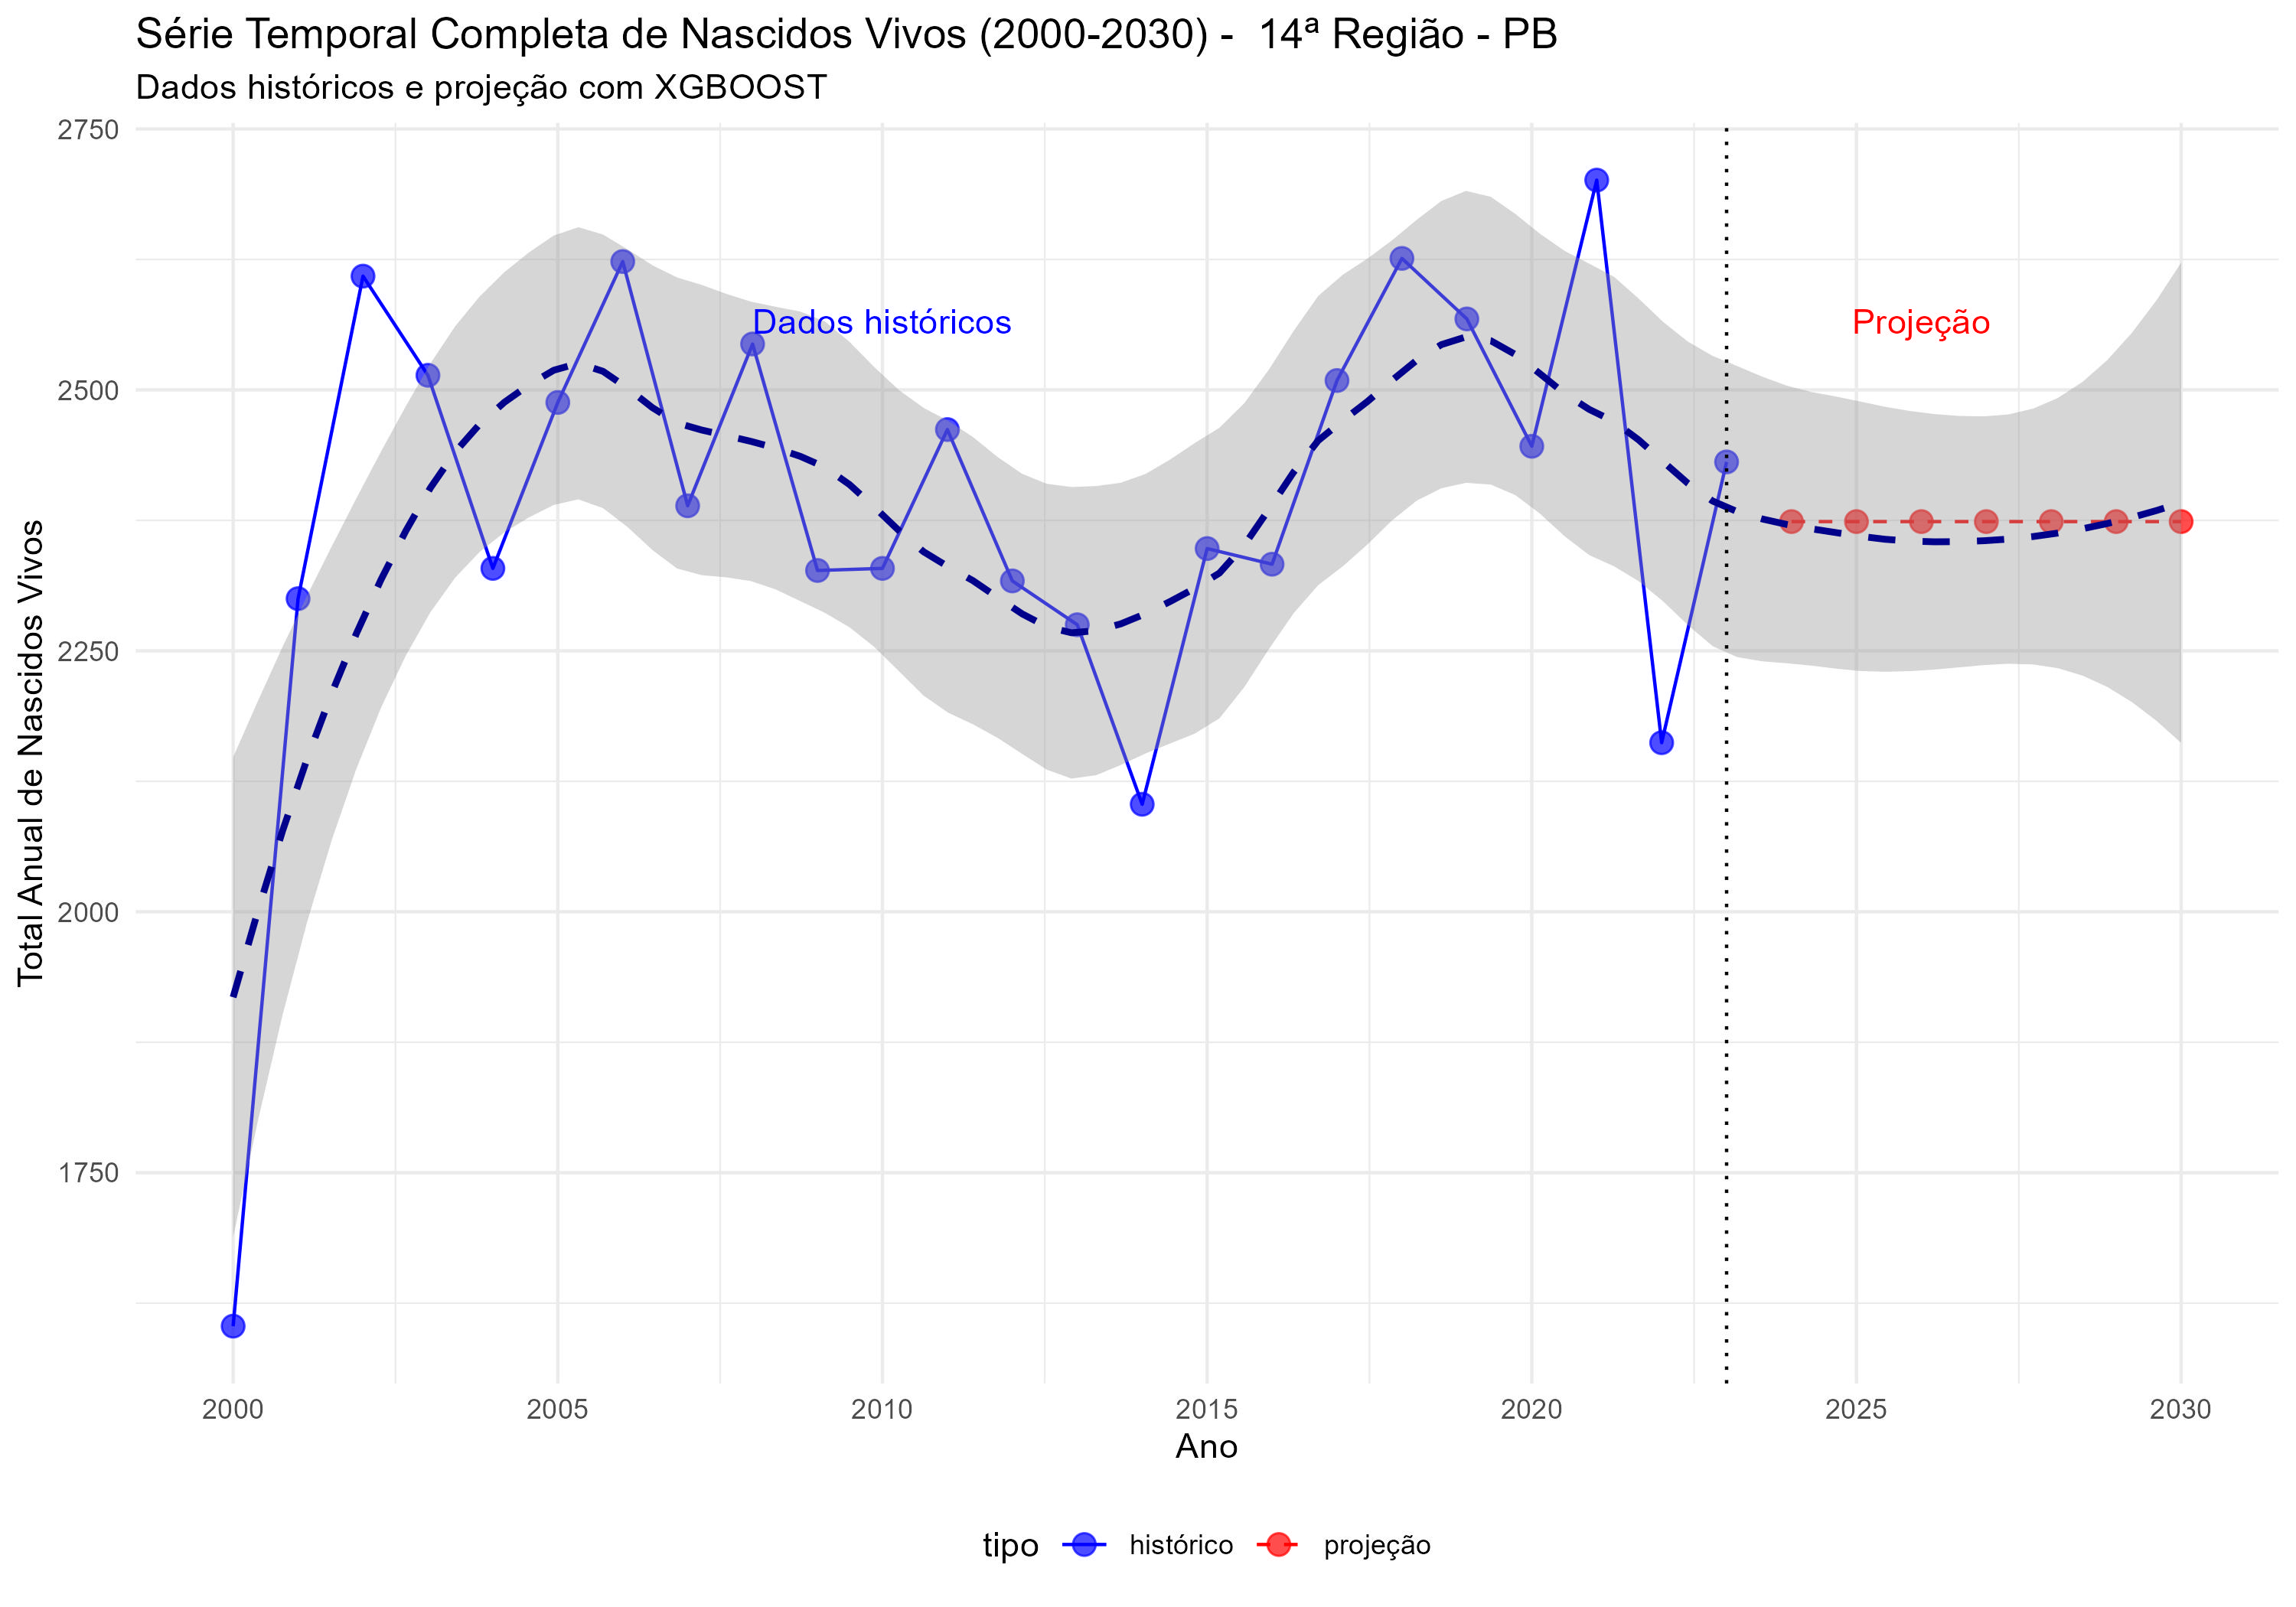 Série Temporal Completa de Nascidos Vivos (2000-2030) -  14ª Região - PB
Dados históricos e projeção com XGBOOST
Total Anual de Nascidos Vivos
2750
2500
2250
2000
1750
Dados históricos
Projeção
2000 2005 2010 2015 2020 2025 2030
Ano
tipo histórico projeção